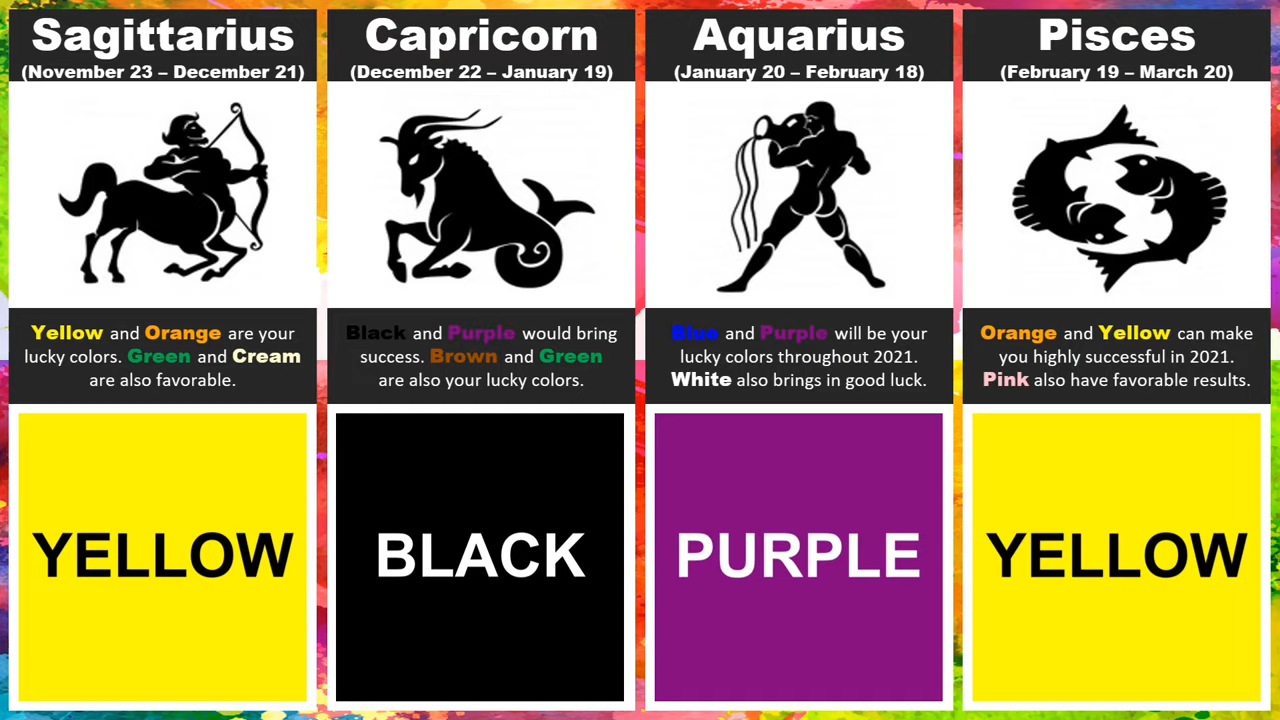 Sagittarius
(November 23 – December 21)
Yellow and Orange are your
lucky colors. Green and Cream
are also favorable.
YELLOW
Capricorn
(December 22 – January 19)
Black and Purple would bring
success. Brown and Green
are also your lucky colors.
BLACK
Aquarius
(January 20 – February 18)
Blue and Purple will be your
lucky colors throughout 2021.
White also brings in good luck.
PURPLE
Pisces
(February 19 – March 20)
Orange and Yellow can make
you highly successful in 2021.
Pink also have favorable results.
YELLOW